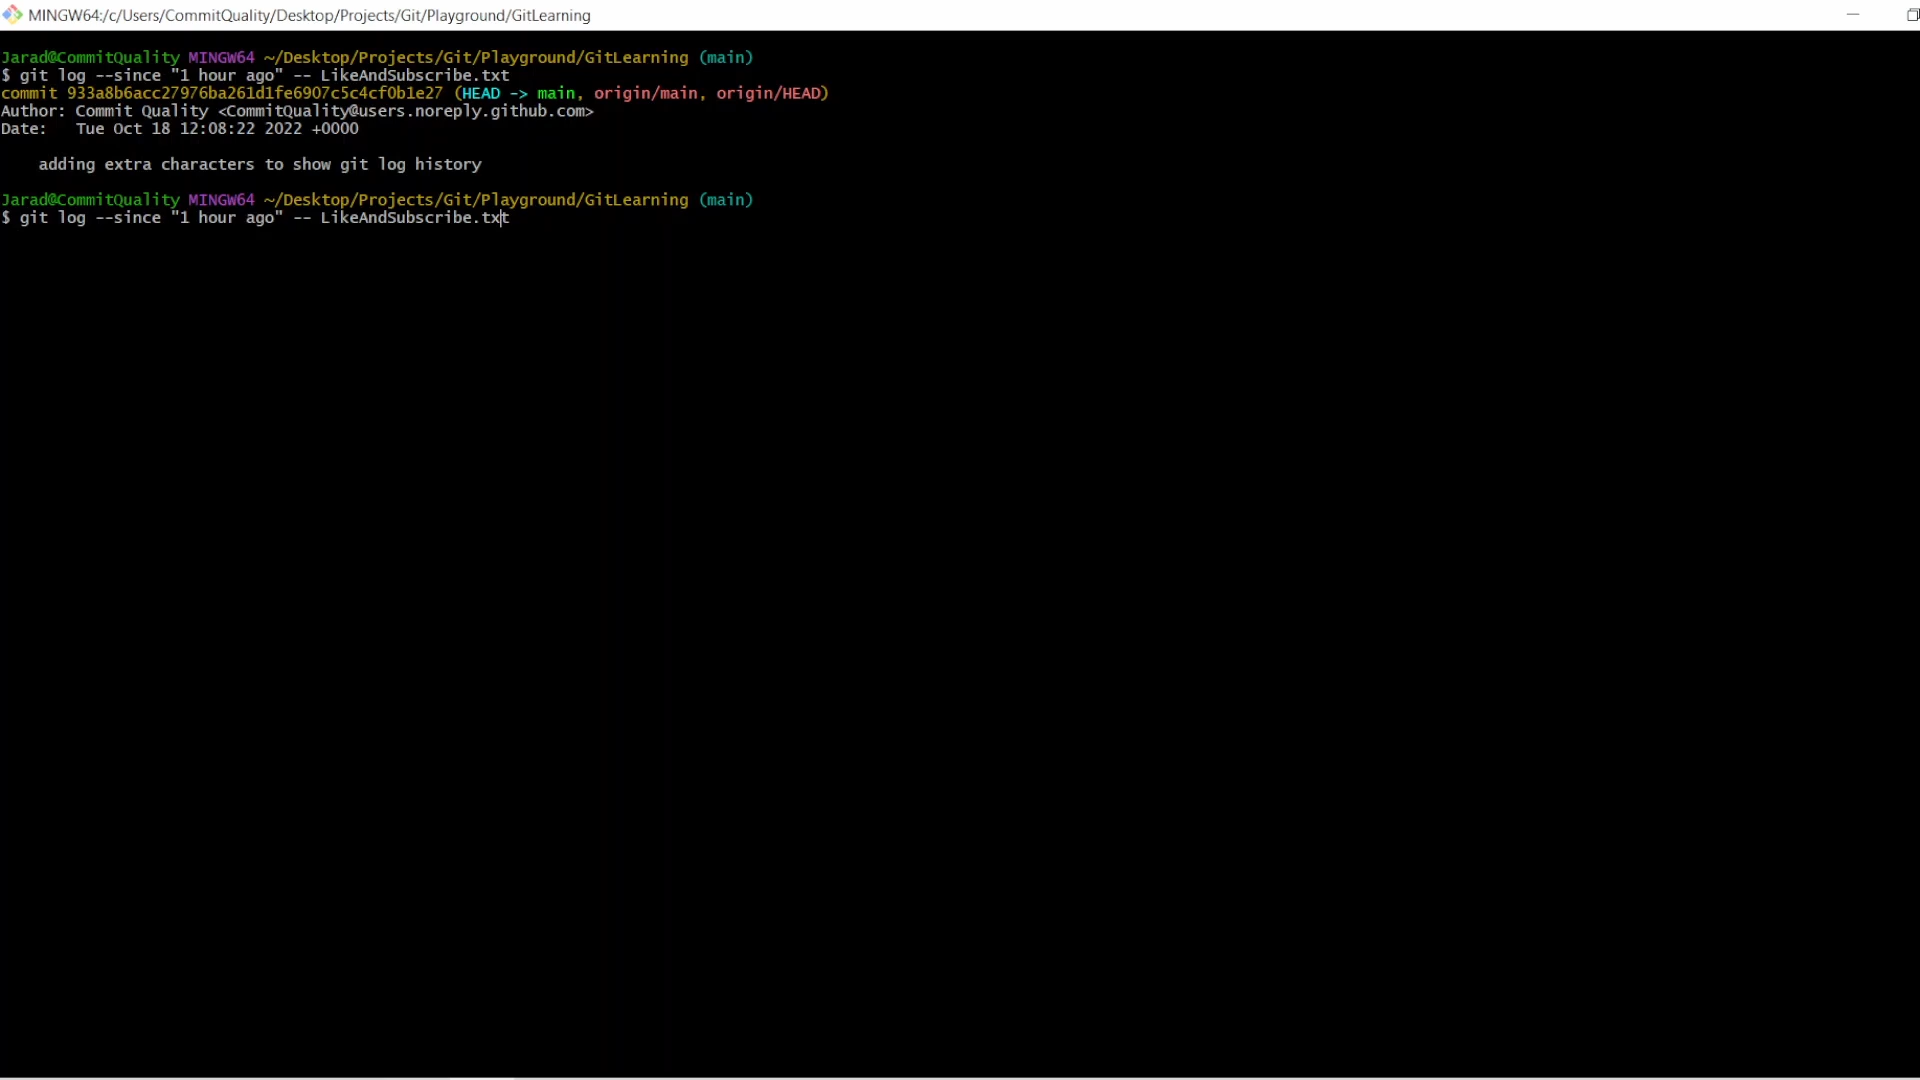 MINGW64:/c/Users/CommitQuality/Desktop/Projects/Git/Playground/GitLearning
Jarad@CommitQuality MINGW64 ~/Desktop/Projects/Git/Playground/GitLearning (main)
$ git log --since "1 hour ago" -- LikeAndSubscribe.txt
commit 933a8b6acc27976ba261d1fe6907c5c4cf0b1e27 (HEAD -> main, origin/main, origin/HEAD)
Author: Commit Quality <CommitQuality@users.noreply.github.com>
Date:   Tue Oct 18 12:08:22 2022 +0000
    adding extra characters to show git log history
Jarad@CommitQuality MINGW64 ~/Desktop/Projects/Git/Playground/GitLearning (main)
$ git log --since "1 hour ago" -- LikeAndSubscribe.txt